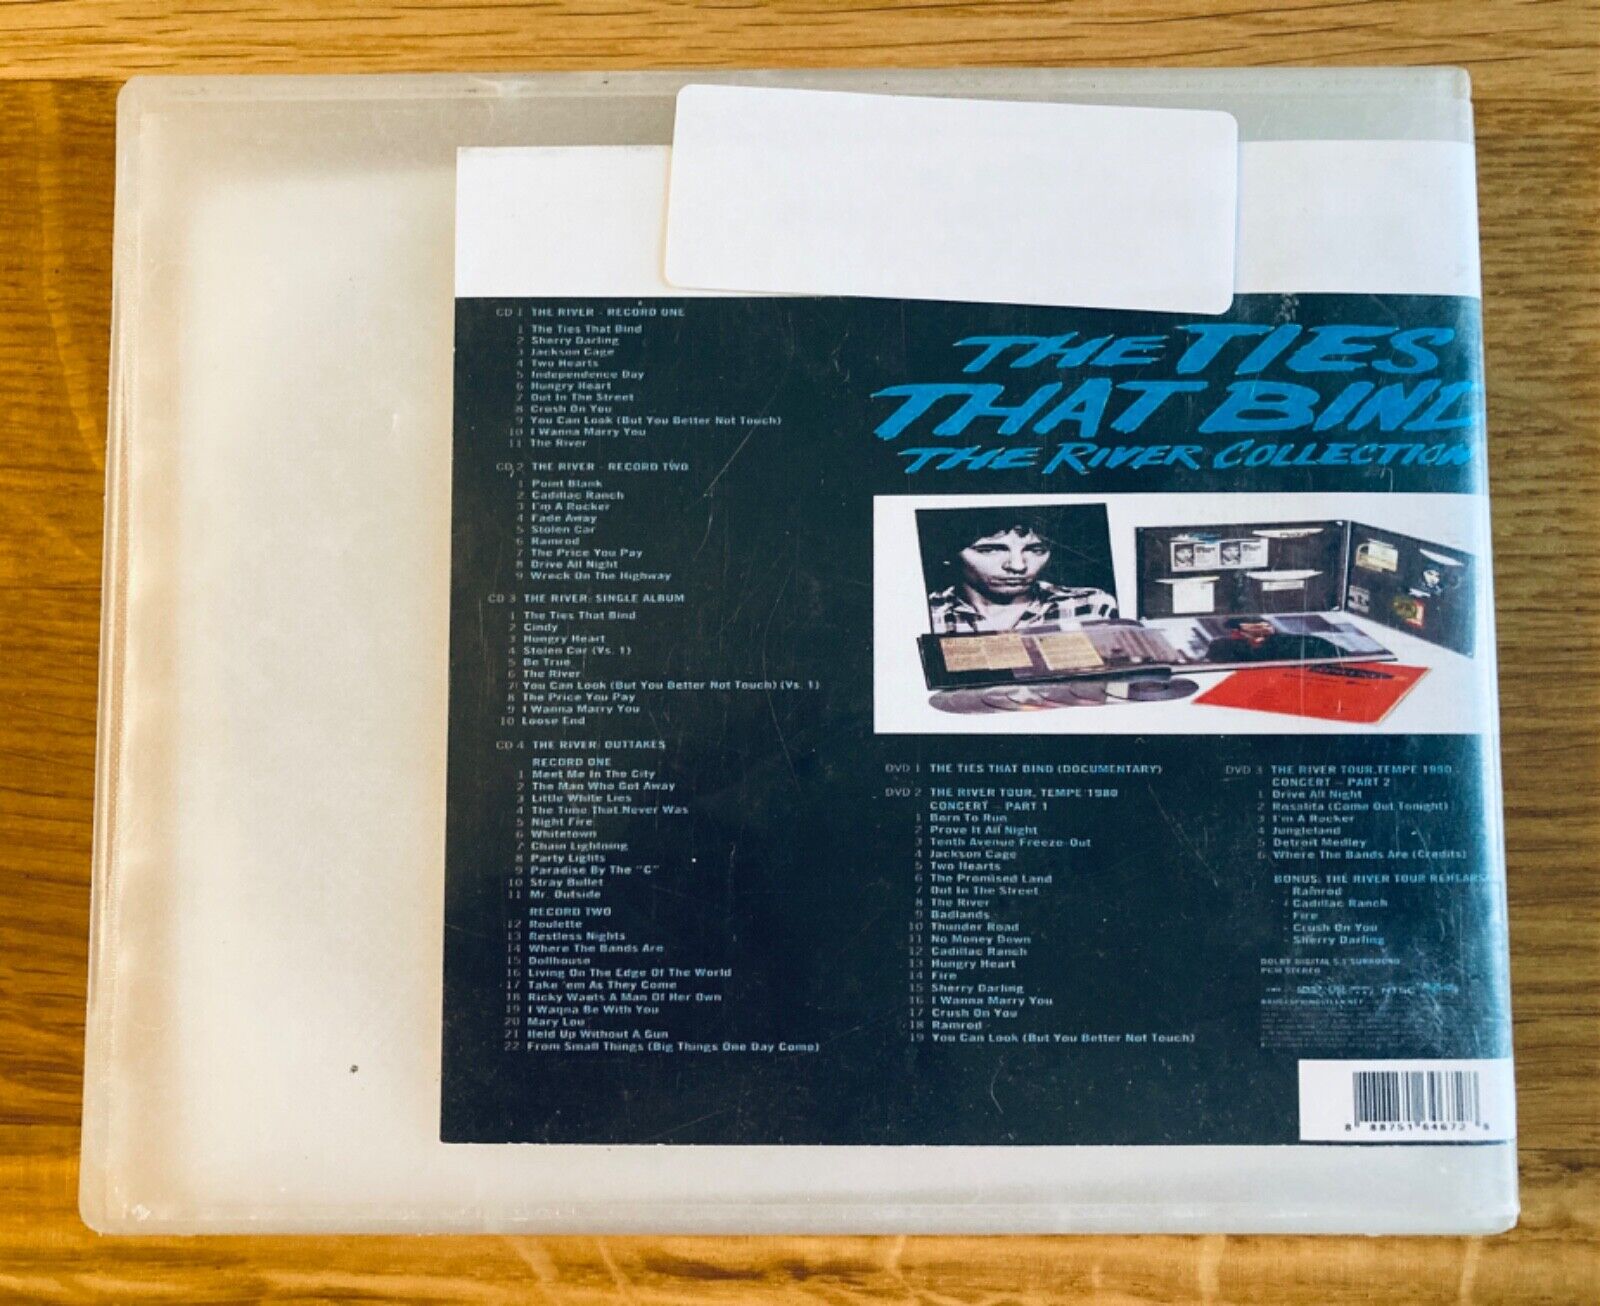 CD 1 THE RIVER - RECORD ONE
1 The Ties That Bind
2 Sherry Darling
3 Jackson Cage
4 Two Hearts
5 Independence Day
6 Hungry Heart
7 Out In The Street
8 Crush On You
9 You Can Look (But You Better Not Touch)
10 I Wanna Marry You
11 The River
CD 2 THE RIVER - RECORD TWO
1 Point Blank
2 Cadillac Ranch
3 I'm A Rocker
4 Fade Away
5 Stolen Car
6 Ramrod
7 The Price You Pay
8 Drive All Night
9 Wreck On The Highway
CD 3 THE RIVER: SINGLE ALBUM
1 The Ties That Bind
2 Cindy
3 Hungry Heart
4 Stolen Car (Vs. 1)
5 Be True
6 The River
7 You Can Look (But You Better Not Touch) (Vs. 1)
8 The Price You Pay
9 I Wanna Marry You
10 Loose End
CD 4 THE RIVER: OUTTAKES
RECORD ONE
1 Meet Me In The City
2 The Man Who Got Away
3 Little White Lies
4 The Time That Never Was
5 Night Fire
6 Whitetown
7 Chain Lightning
8 Party Lights
9 Paradise By The "C"
10 Stray Bullet
11 Mr. Outside
RECORD TWO
12 Roulette
13 Restless Nights
14 Where The Bands Are
15 Dollhouse
16 Living On The Edge Of The World
17 Take 'em As They Come
18 Ricky Wants A Man Of Her Own
19 I Wanna Be With You
20 Mary Lou
21 Held Up Without A Gun
22 From Small Things (Big Things One Day Come)
THE TIES
THAT BIND
THE RIVER COLLECTION
DVD 1 THE TIES THAT BIND (DOCUMENTARY)
DVD 2 THE RIVER TOUR, TEMPE 1980
CONCERT – PART 1
1 Born To Run
2 Prove It All Night
3 Tenth Avenue Freeze-Out
4 Jackson Cage
5 Two Hearts
6 The Promised Land
7 Out In The Street
8 The River
9 Badlands
10 Thunder Road
11 No Money Down
12 Cadillac Ranch
13 Hungry Heart
14 Fire
15 Sherry Darling
16 I Wanna Marry You
17 Crush On You
18 Ramrod
19 You Can Look (But You Better Not Touch)
DVD 3 THE RIVER TOUR, TEMPE 1980
CONCERT – PART 2
1 Drive All Night
2 Rosalita (Come Out Tonight)
3 I'm A Rocker
4 Jungleland
5 Detroit Medley
6 Where The Bands Are (Credits)
BONUS: THE RIVER TOUR REHEARSA
- Ramrod
- Cadillac Ranch
- Fire
- Crush On You
- Sherry Darling
DOLBY DIGITAL 5.1 SURROUND
PCM STEREO
BRUCESPRINGSTEEN.NET
8 88751 64672 6